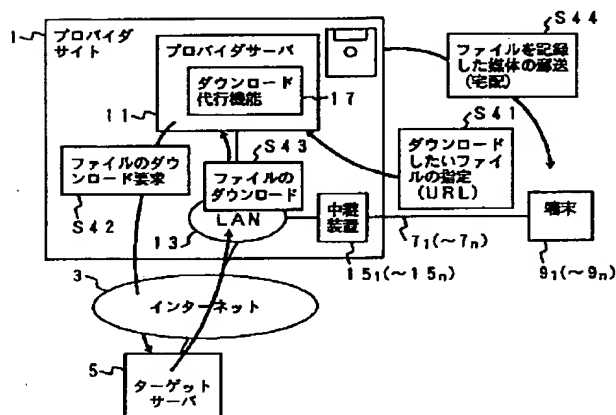 1
プロバイダ
サイト
プロバイダサーバ
ダウンロード
代行機能
11
17
S44
ファイルを記録
した媒体の郵送
(宅配)
S41
ダウンロード
したいファイ
ルの指定
(URL)
S43
ファイルのダウ
ンロード要求
S42
ファイルの
ダウンロード
LAN
13
中継
装置
15₁(~15n)
7₁(~7n)
端末
9₁(~9n)
3
インターネット
5
ターゲット
サーバ